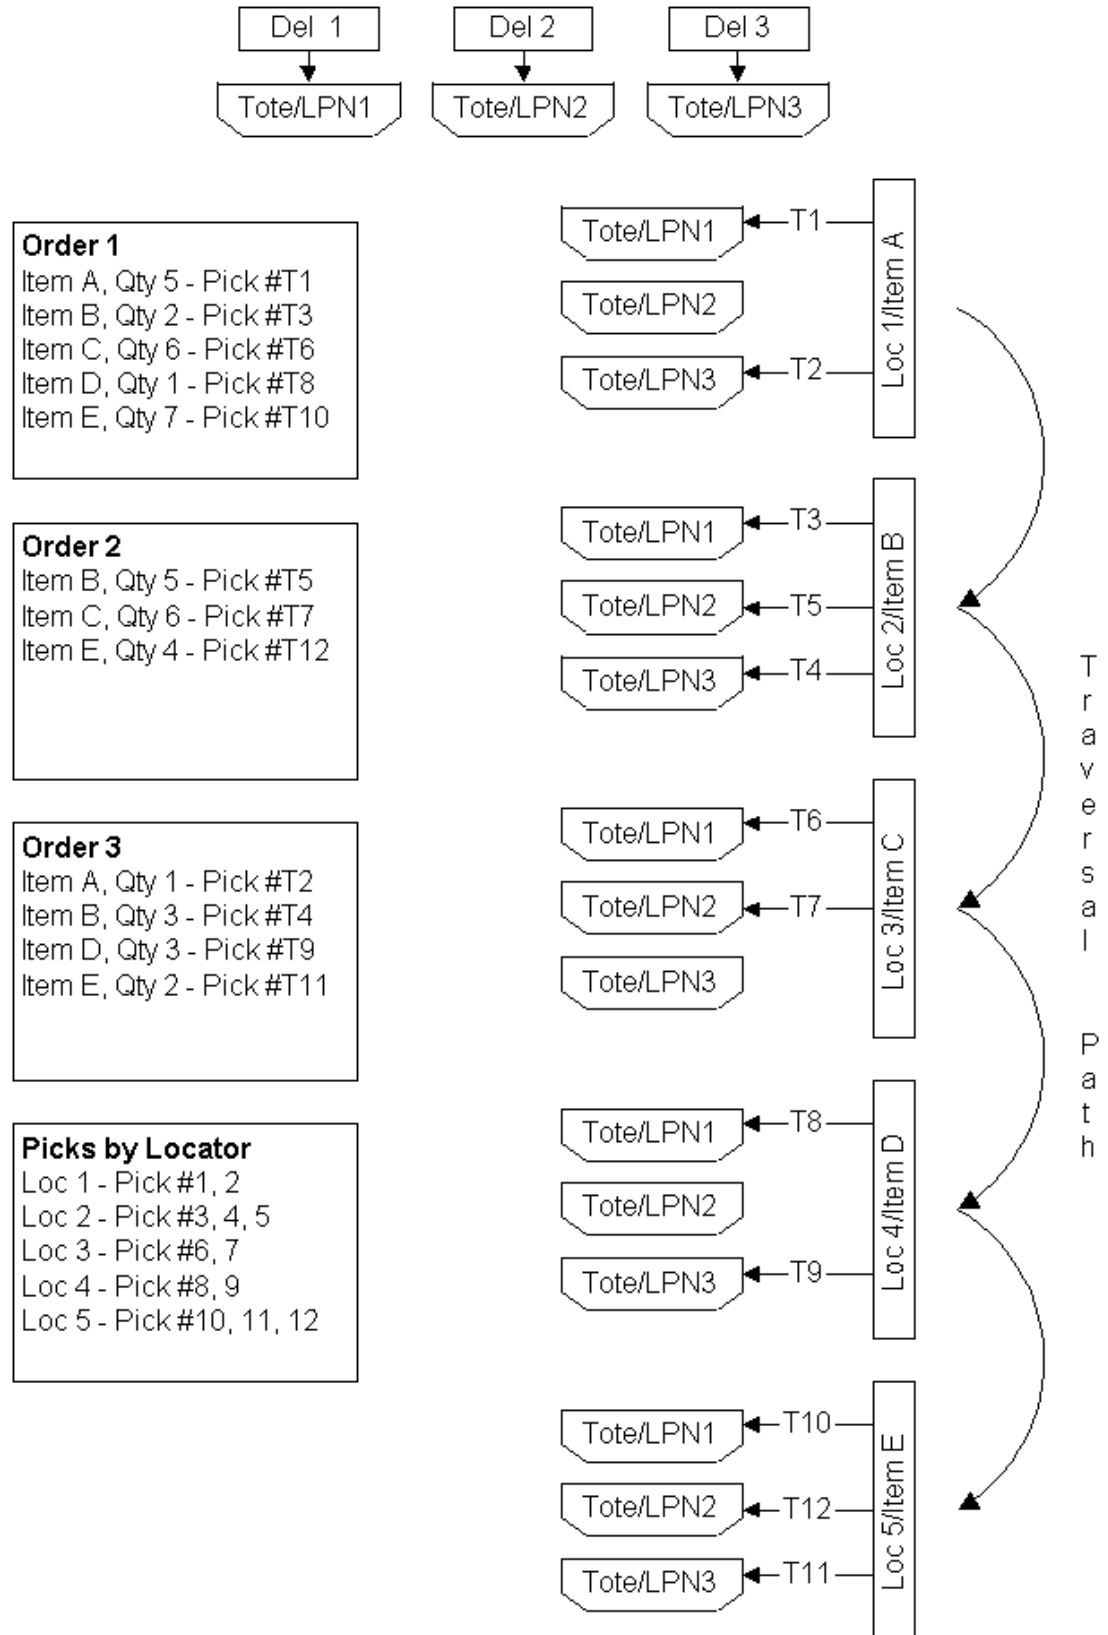 Del 1
Del 2
Del 3
Tote/LPN1
Tote/LPN2
Tote/LPN3
Order 1
Item A, Qty 5 - Pick #T1
Item B, Qty 2 - Pick #T3
Item C, Qty 6 - Pick #T6
Item D, Qty 1 - Pick #T8
Item E, Qty 7 - Pick #T10
Tote/LPN1
T1
Tote/LPN2
Tote/LPN3
T2
Loc 1/Item A
Order 2
Item B, Qty 5 - Pick #T5
Item C, Qty 6 - Pick #T7
Item E, Qty 4 - Pick #T12
Tote/LPN1
T3
Tote/LPN2
T5
Tote/LPN3
T4
Loc 2/Item B
Order 3
Item A, Qty 1 - Pick #T2
Item B, Qty 3 - Pick #T4
Item D, Qty 3 - Pick #T9
Item E, Qty 2 - Pick #T11
Tote/LPN1
T6
Tote/LPN2
T7
Tote/LPN3
Loc 3/Item C
Picks by Locator
Loc 1 - Pick #1, 2
Loc 2 - Pick #3, 4, 5
Loc 3 - Pick #6, 7
Loc 4 - Pick #8, 9
Loc 5 - Pick #10, 11, 12
Tote/LPN1
T8
Tote/LPN2
Tote/LPN3
T9
Loc 4/Item D
Tote/LPN1
T10
Tote/LPN2
T12
Tote/LPN3
T11
Loc 5/Item E
Traversal Path